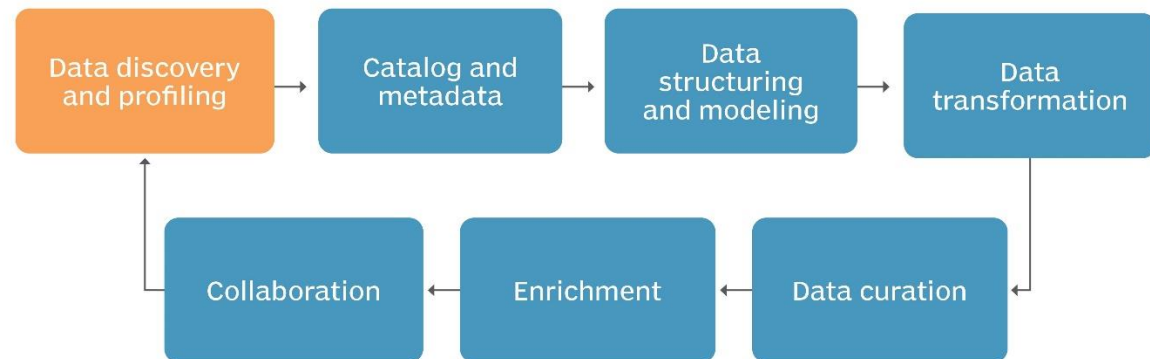 Data discovery
and profiling
Catalog and
metadata
Data
structuring
and modeling
Data
transformation
Collaboration
Enrichment
Data curation